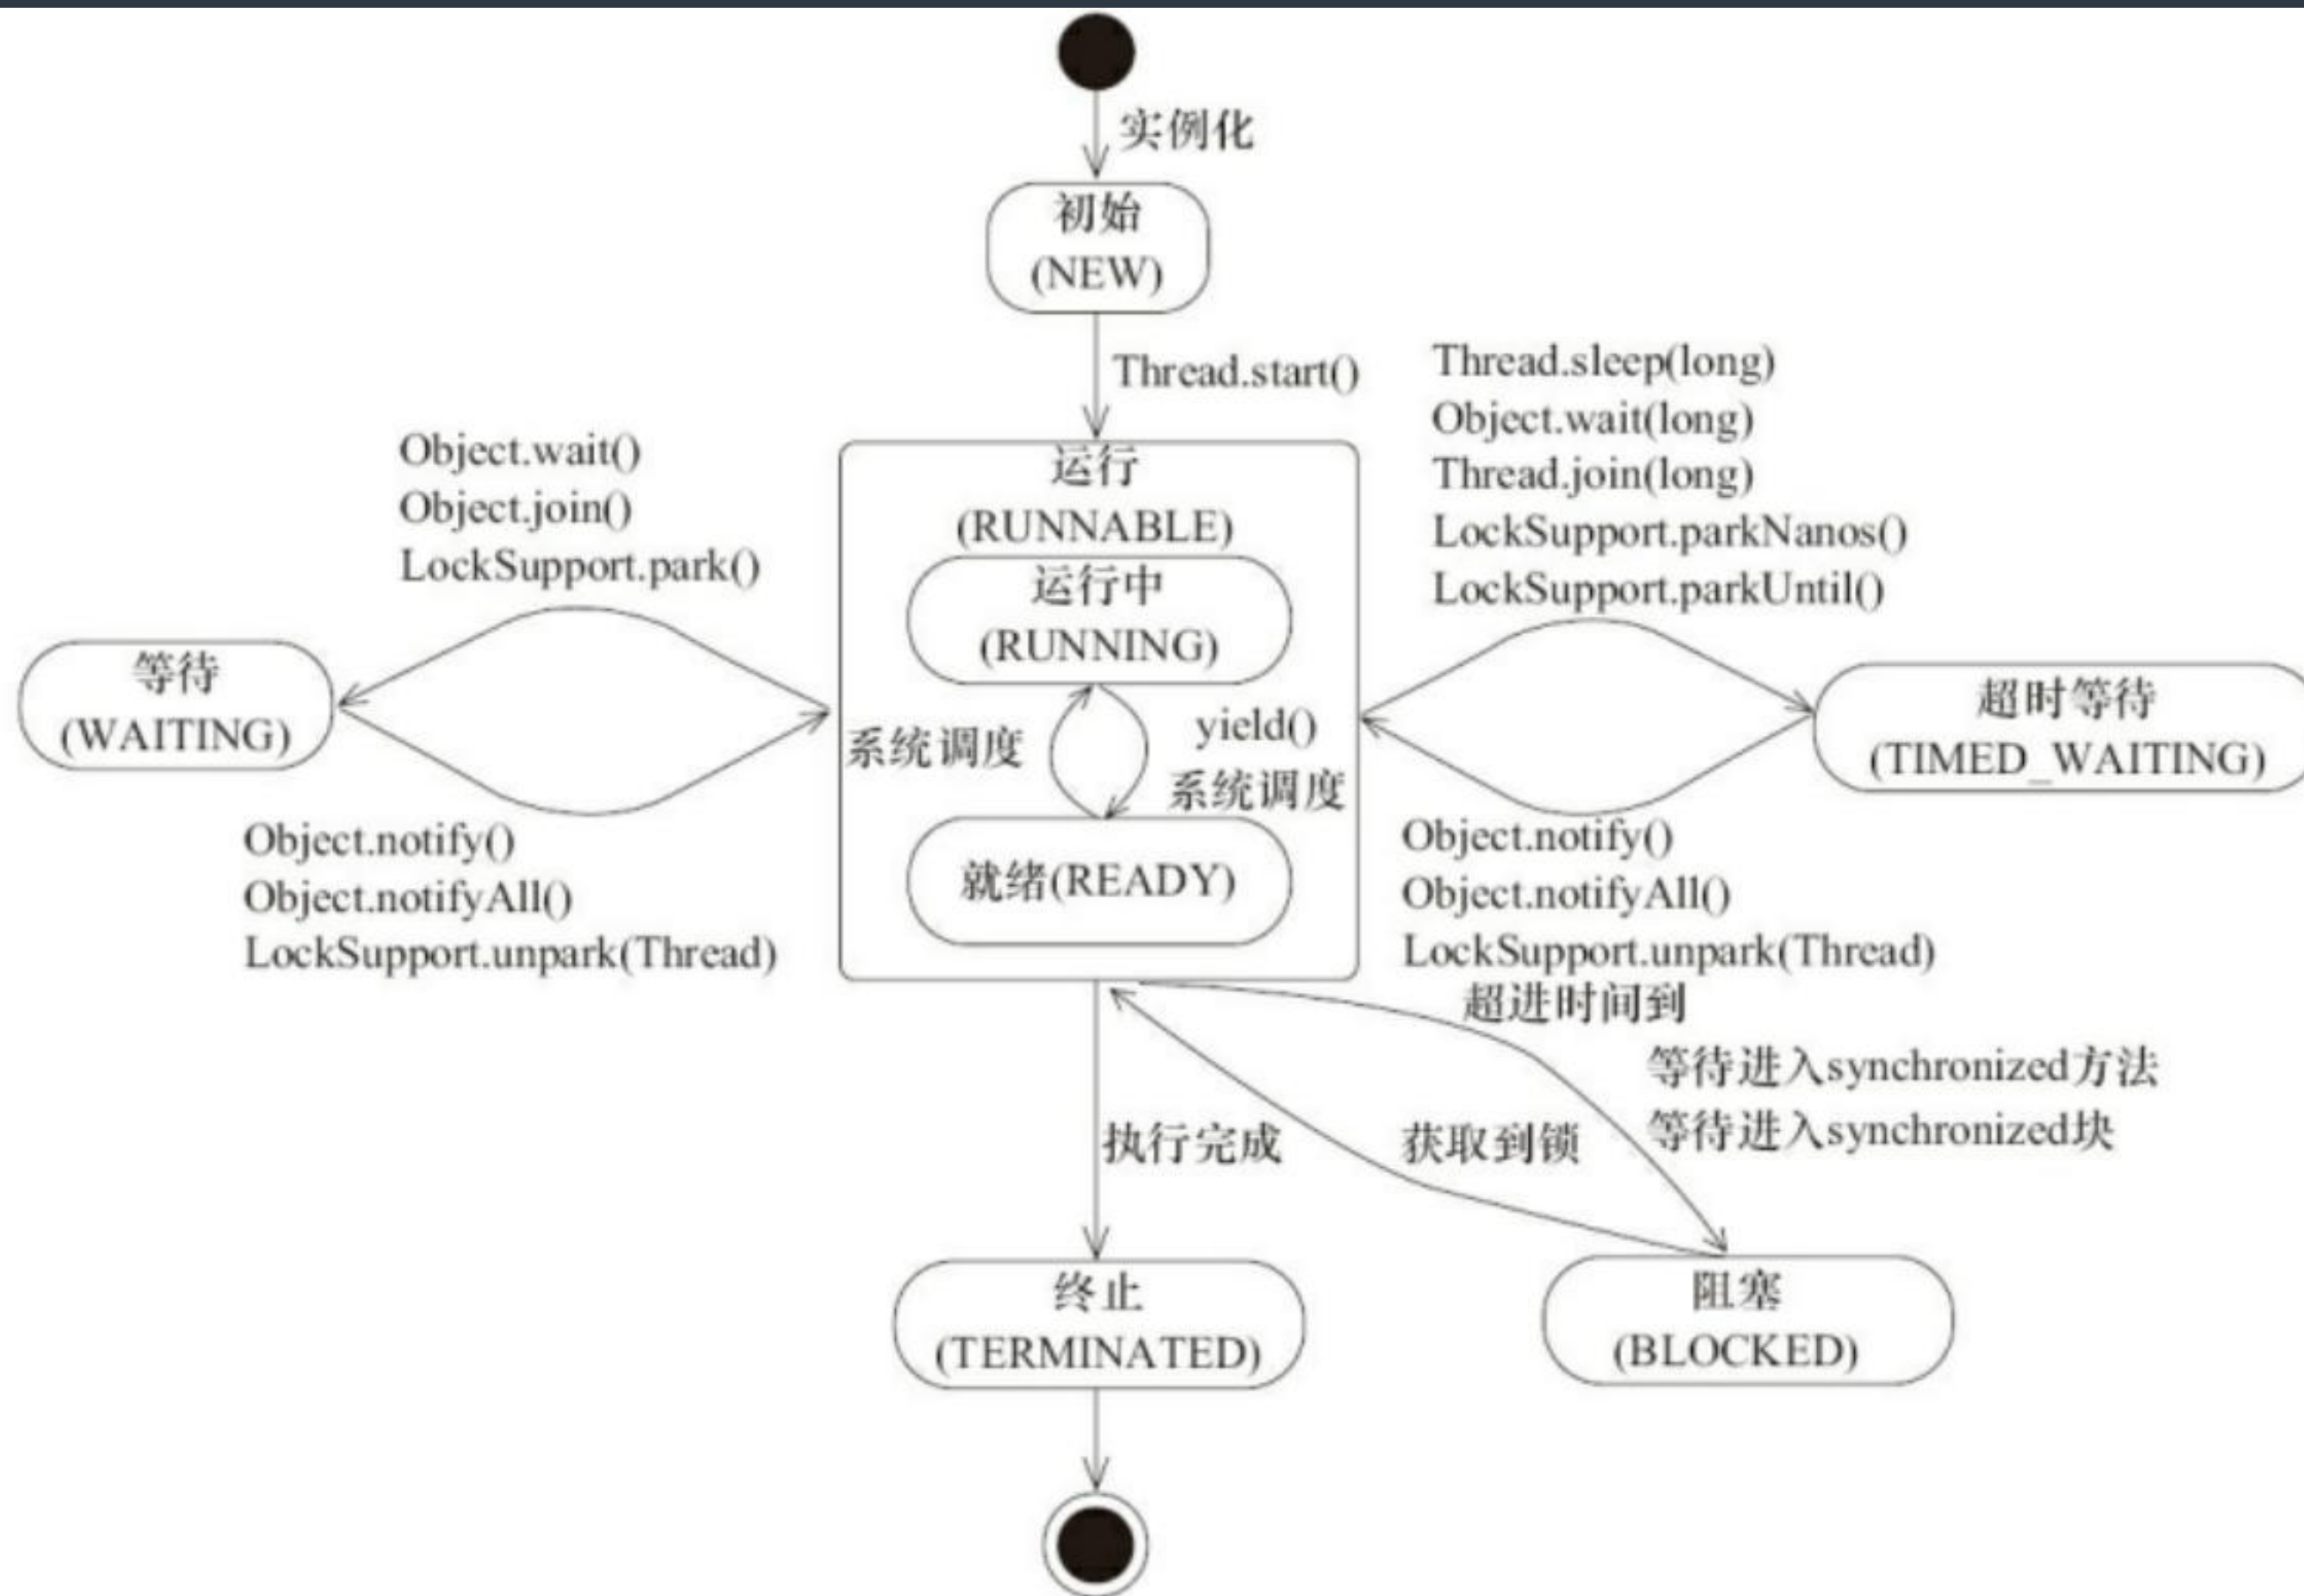 实例化
初始
(NEW)
Thread.start()
Object.wait()
Object.join()
LockSupport.park()
Thread.sleep(long)
Object.wait(long)
Thread.join(long)
LockSupport.parkNanos()
LockSupport.parkUntil()
运行
(RUNNABLE)
运行中
(RUNNING)
等待
(WAITING)
系统调度
yield()
系统调度
超时等待
(TIMED_WAITING)
就绪(READY)
Object.notify()
Object.notifyAll()
LockSupport.unpark(Thread)
Object.notify()
Object.notifyAll()
LockSupport.unpark(Thread)
超进时间到
等待进入synchronized方法
等待进入synchronized块
执行完成
获取到锁
终止
(TERMINATED)
阻塞
(BLOCKED)